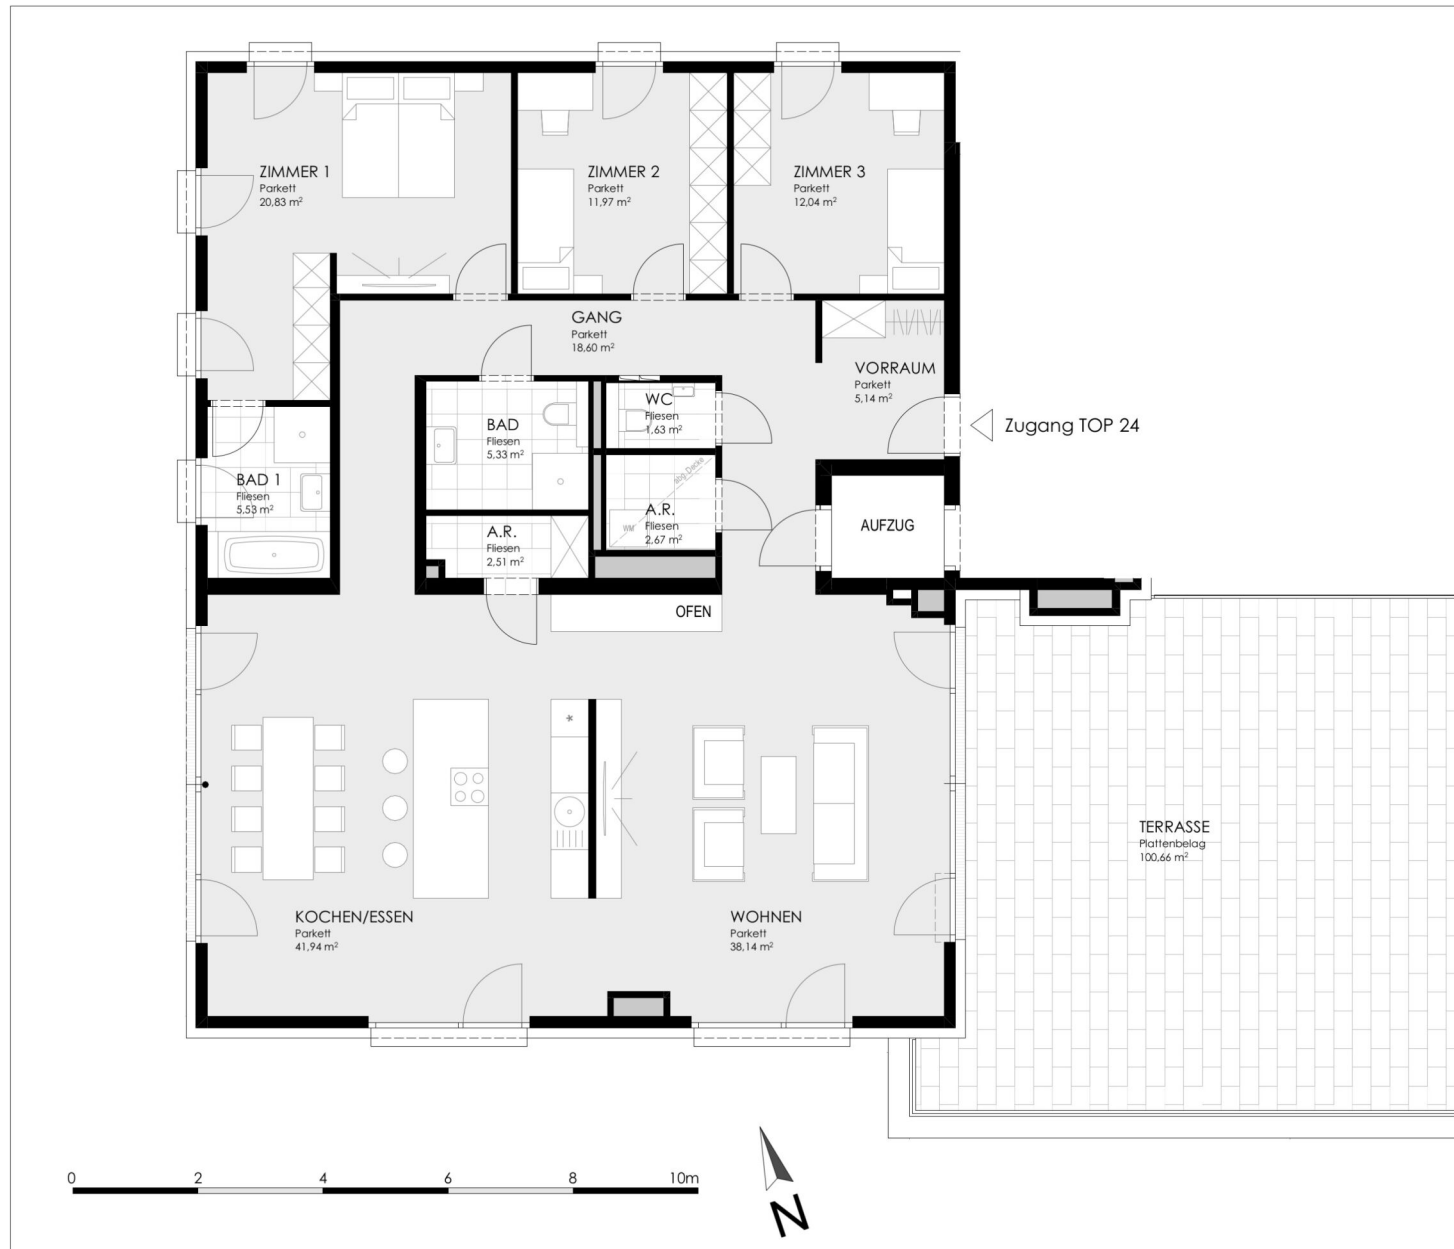 ZIMMER 1
Parkett
20,83 m²
ZIMMER 2
Parkett
11,97 m²
ZIMMER 3
Parkett
12,04 m²
GANG
Parkett
18,60 m²
VORRAUM
Parkett
5,14 m²
Zugang TOP 24
WC
Fliesen
1,63 m²
BAD
Fliesen
5,33 m²
BAD 1
Fliesen
5,53 m²
abg.Decke
A.R.
Fliesen
2,67 m²
WM
AUFZUG
A.R.
Fliesen
2,51 m²
OFEN
*
TERRASSE
Plattenbelag
100,66 m²
KOCHEN/ESSEN
Parkett
41,94 m²
WOHNEN
Parkett
38,14 m²
0 2 4 6 8 10m
N